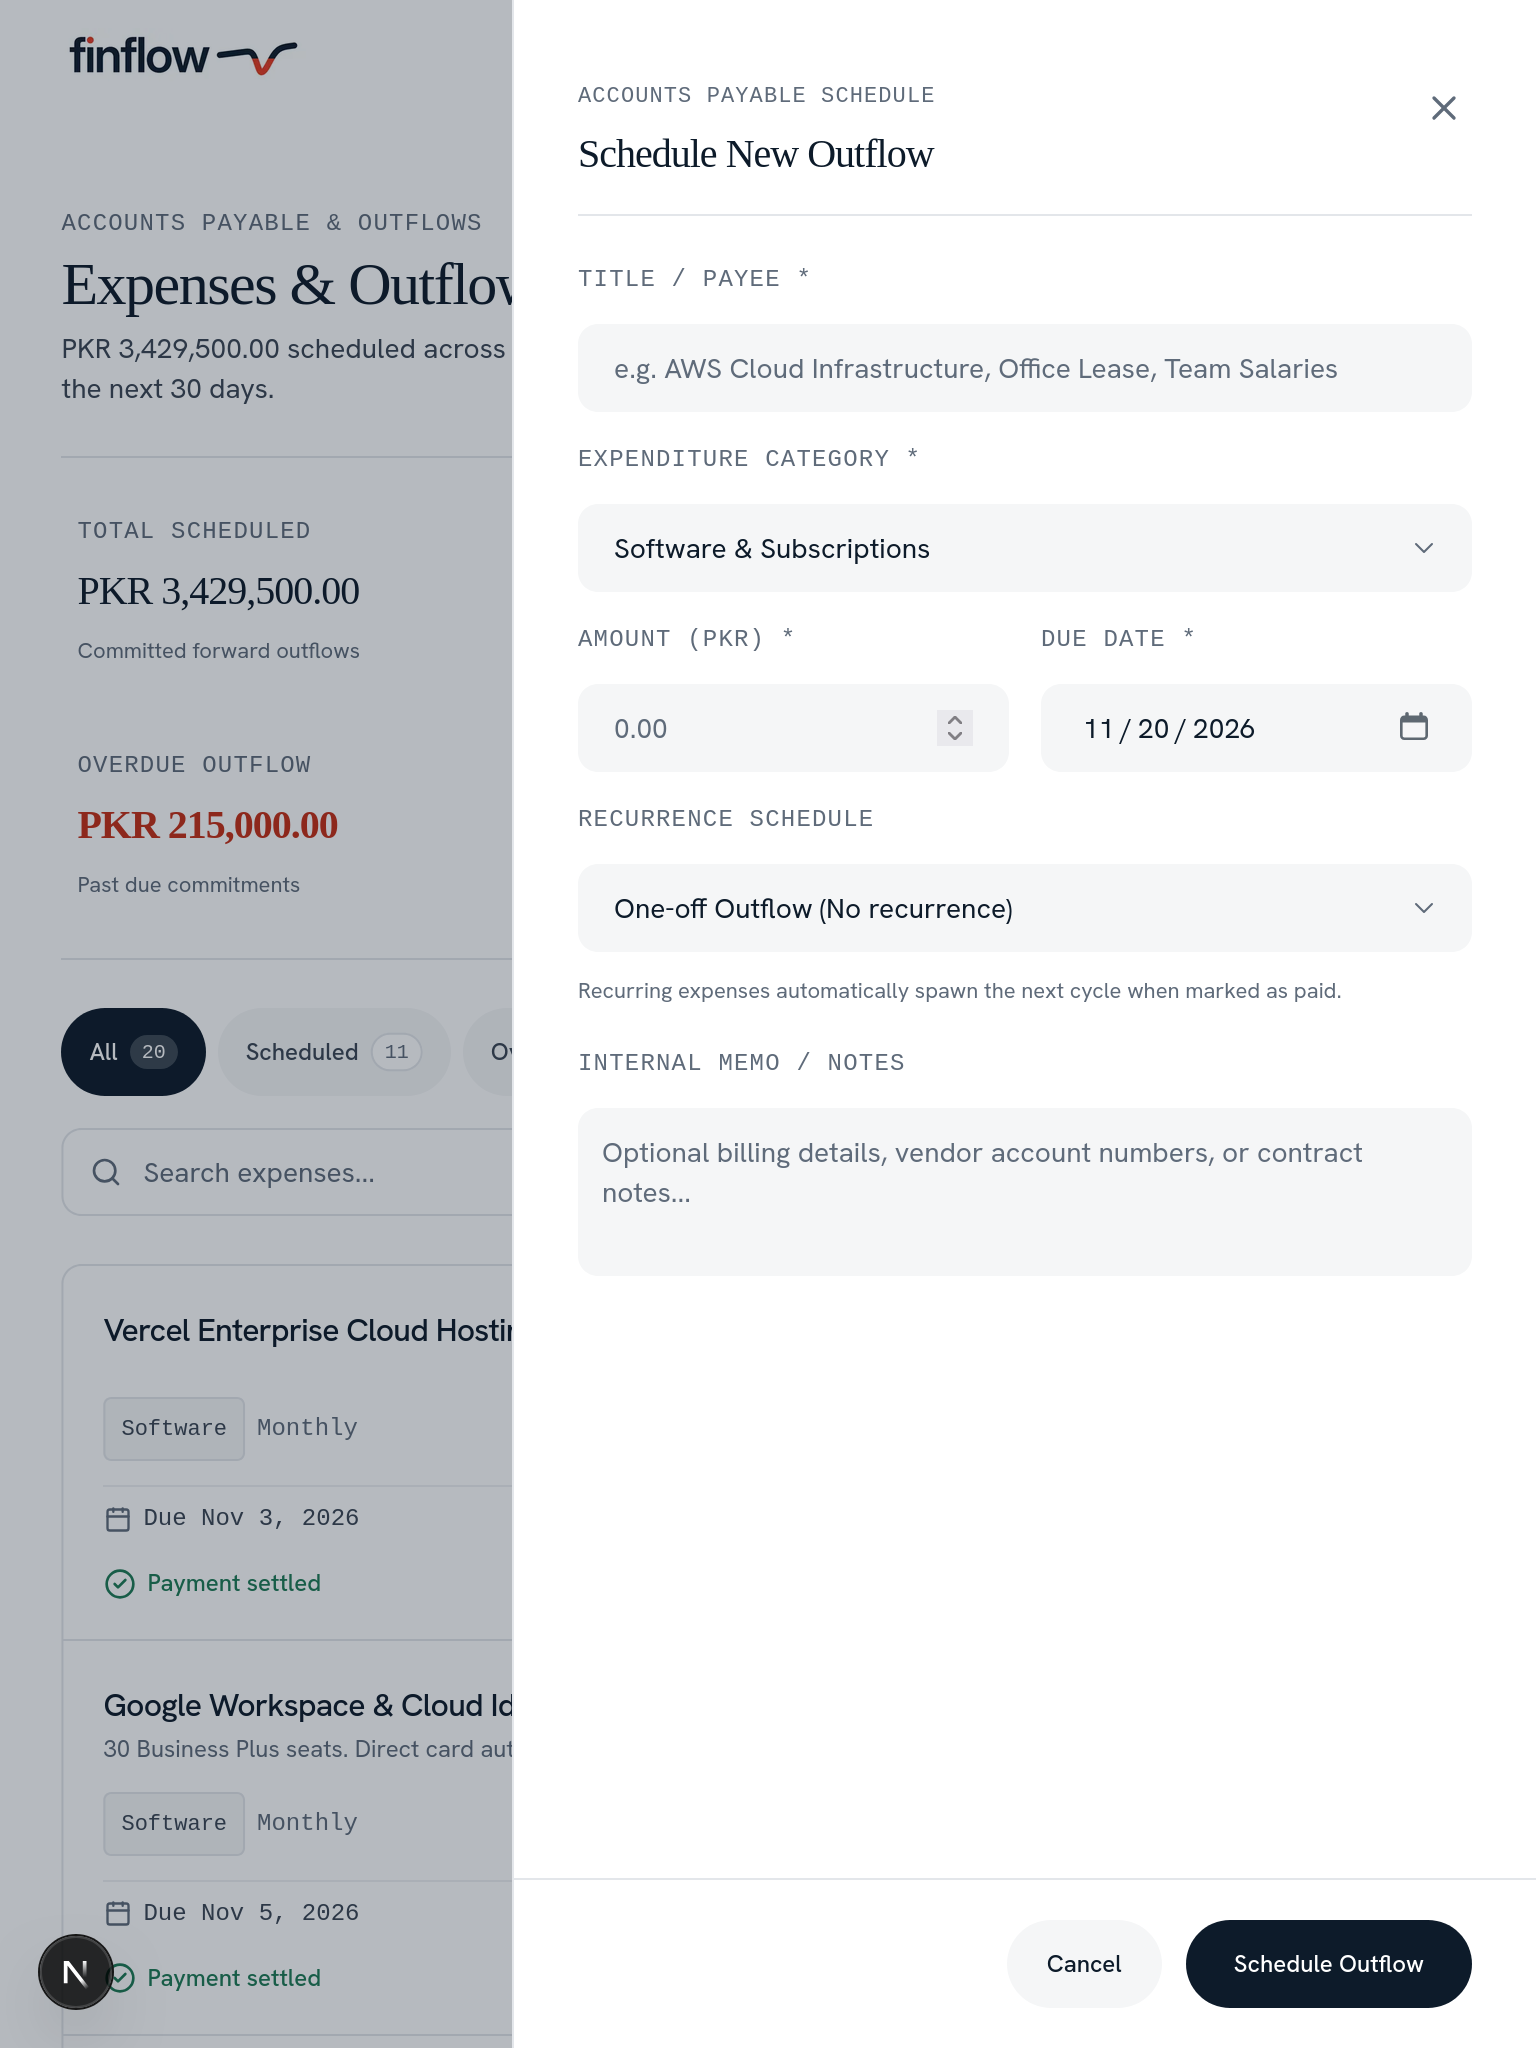 finflow
ACCOUNTS PAYABLE & OUTFLOWS
Expenses & Outflow
PKR 3,429,500.00 scheduled across
the next 30 days.
TOTAL SCHEDULED
PKR 3,429,500.00
Committed forward outflows
OVERDUE OUTFLOW
PKR 215,000.00
Past due commitments
All 20 Scheduled 11
Search expenses...
Vercel Enterprise Cloud
Software Monthly
Due Nov 3, 2026
Payment settled
Google Workspace & Cloud
30 Business Plus seats. Direct card
Software Monthly
Due Nov 5, 2026
N Payment settled
ACCOUNTS PAYABLE SCHEDULE
Schedule New Outflow
TITLE / PAYEE *
e.g. AWS Cloud Infrastructure, Office Lease, Team Salaries
EXPENDITURE CATEGORY *
Software & Subscriptions
AMOUNT (PKR) * DUE DATE *
0.00 11/20/2026
RECURRENCE SCHEDULE
One-off Outflow (No recurrence)
Recurring expenses automatically spawn the next cycle when marked as paid.
INTERNAL MEMO / NOTES
Optional billing details, vendor account numbers, or contract
notes...
Cancel Schedule Outflow